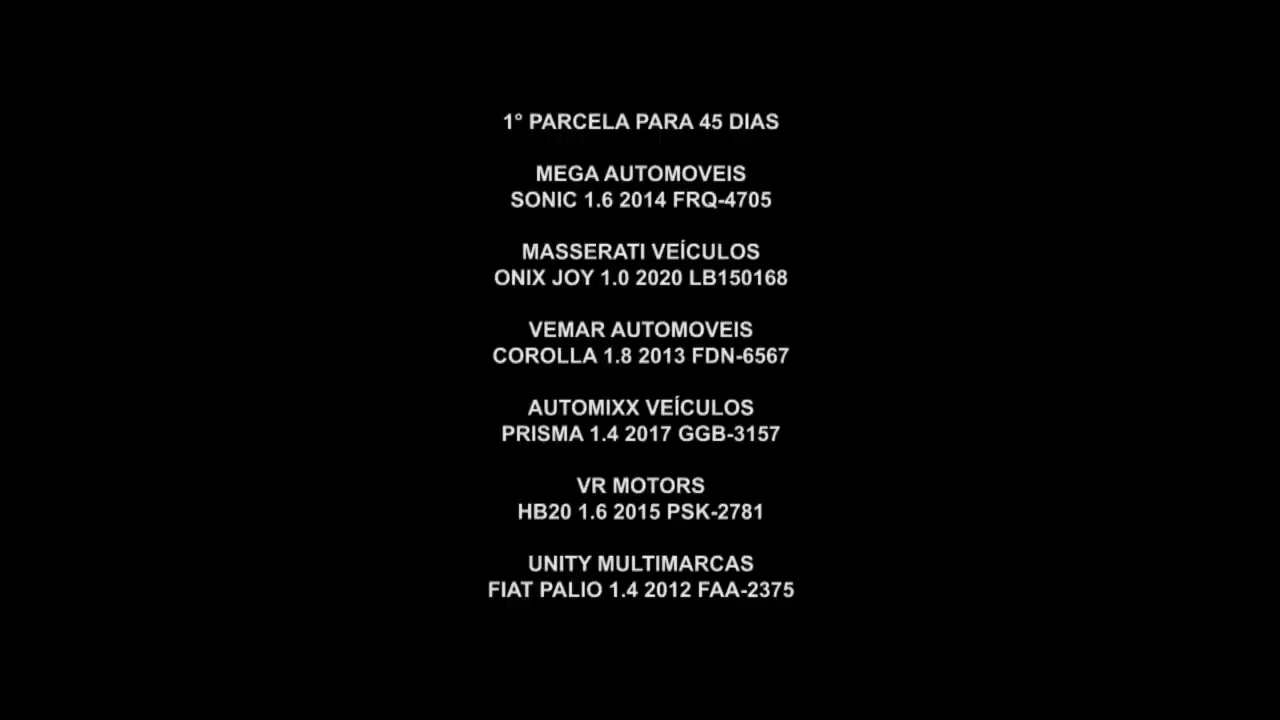 1° PARCELA PARA 45 DIAS
MEGA AUTOMOVEIS
SONIC 1.6 2014 FRQ-4705
MASSERATI VEÍCULOS
ONIX JOY 1.0 2020 LB150168
VEMAR AUTOMOVEIS
COROLLA 1.8 2013 FDN-6567
AUTOMIXX VEÍCULOS
PRISMA 1.4 2017 GGB-3157
VR MOTORS
HB20 1.6 2015 PSK-2781
UNITY MULTIMARCAS
FIAT PALIO 1.4 2012 FAA-2375